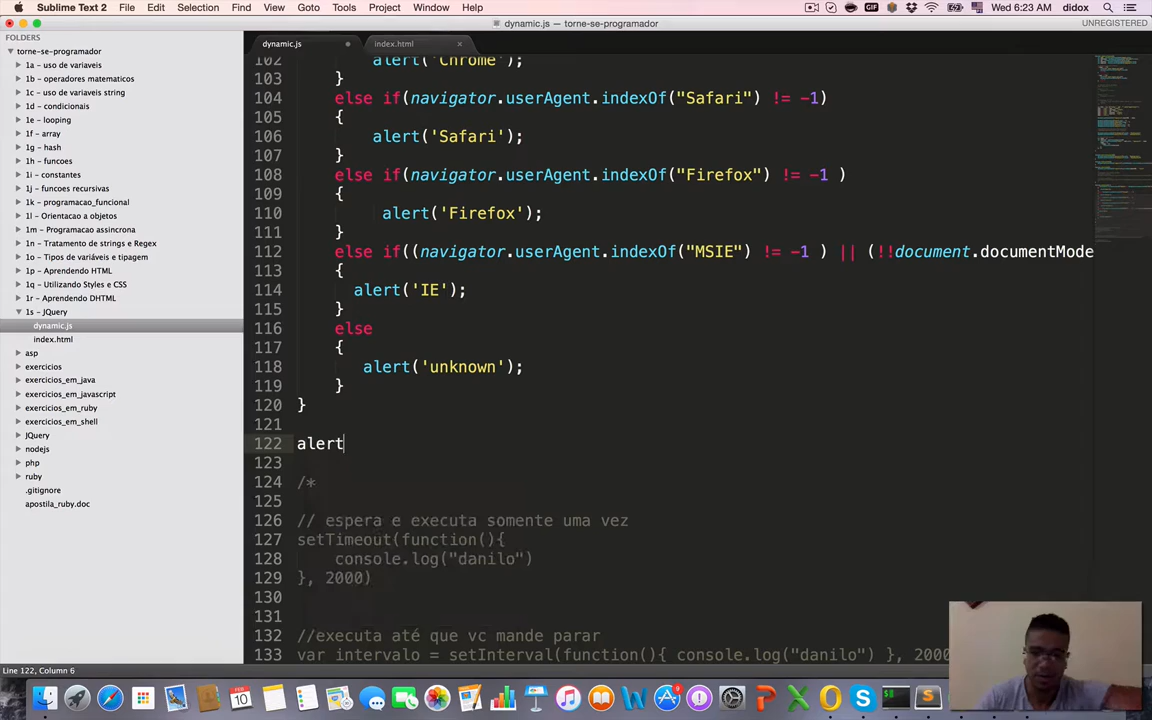 Sublime Text 2 File Edit Selection Find View Goto Tools Project Window Help GIF Wed 6:23 AM didox
dynamic.js — torne-se-programador UNREGISTERED
FOLDERS
torne-se-programador
1a - uso de variaveis
1b - operadores matematicos
1c - uso de variaveis string
1d - condicionais
1e - looping
1f - array
1g - hash
1h - funcoes
1i - constantes
1j - funcoes recursivas
1k - programacao_funcional
1l - Orientacao a objetos
1m - Programacao assincrona
1n - Tratamento de strings e Regex
1o - Tipos de variáveis e tipagem
1p - Aprendendo HTML
1q - Utilizando Styles e CSS
1r - Aprendendo DHTML
1s - JQuery
dynamic.js
index.html
asp
exercicios
exercicios_em_java
exercicios_em_javascript
exercicios_em_ruby
exercicios_em_shell
JQuery
nodejs
php
ruby
.gitignore
apostila_ruby.doc
dynamic.js index.html
102 alert('Chrome');
103 }
104 else if(navigator.userAgent.indexOf("Safari") != -1)
105 {
106 alert('Safari');
107 }
108 else if(navigator.userAgent.indexOf("Firefox") != -1 )
109 {
110 alert('Firefox');
111 }
112 else if((navigator.userAgent.indexOf("MSIE") != -1 ) || (!!document.documentMode
113 {
114 alert('IE');
115 }
116 else
117 {
118 alert('unknown');
119 }
120 }
121
122 alert
123
124 /*
125
126 // espera e executa somente uma vez
127 setTimeout(function(){
128 console.log("danilo")
129 }, 2000)
130
131
132 //executa até que vc mande parar
133 var intervalo = setInterval(function(){ console.log("danilo") }, 2000
Line 122, Column 6